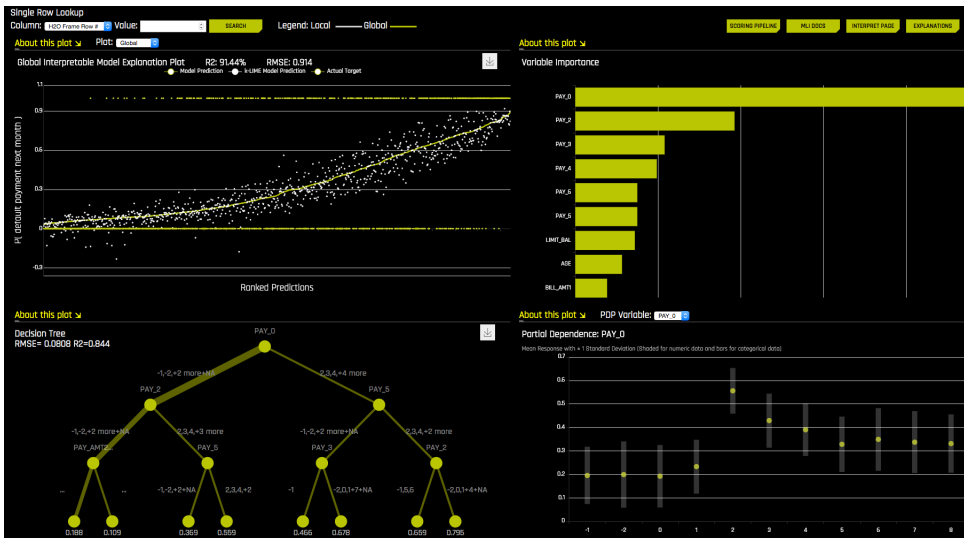 Single Row Lookup
Column: H2O Frame Row # Value: SEARCH Legend: Local Global
SCORING PIPELINE MLI DOCS INTERPRET PAGE EXPLANATIONS
About this plot Plot: Global
Global Interpretable Model Explanation Plot R2: 91.44% RMSE: 0.914
Model Prediction k-LIME Model Prediction Actual Target
P( default payment next month )
1.1
0.9
0.6
0.3
0
-0.3
Ranked Predictions
About this plot
Variable Importance
PAY_0
PAY_2
PAY_3
PAY_4
PAY_6
PAY_5
LIMIT_BAL
AGE
BILL_AMT1
About this plot
Decision Tree
RMSE= 0.0808 R2=0.844
PAY_0
-1,-2,+2 more+NA 2,3,4,+4 more
PAY_2 PAY_5
-1,-2,+2 more+NA 2,3,4,+3 more -1,-2,+2 more+NA 2,3,4,+2 more
PAY_AMT2... PAY_5 PAY_3 PAY_2
... ... -1,-2,+2+NA 2,3,4,+2 -1 -2,0,1+7+NA -1,5,6 -2,0,1+4+NA
0.188 0.109 0.369 0.559 0.466 0.678 0.659 0.795
About this plot PDP Variable: PAY_0
Partial Dependence: PAY_0
Mean Response with ± 1 Standard Deviation (Shaded for numeric data and bars for categorical data)
0.7
0.6
0.5
0.4
0.3
0.2
0.1
0
-1 -2 0 1 2 3 4 5 6 7 8